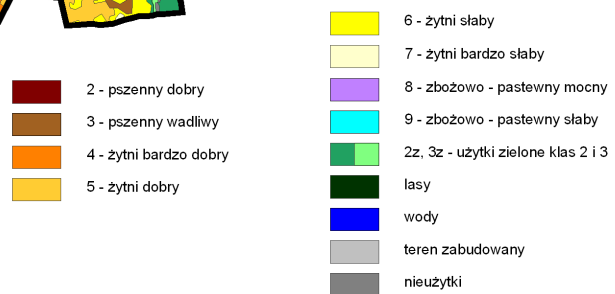 2 - pszenny dobry
3 - pszenny wadliwy
4 - żytni bardzo dobry
5 - żytni dobry
6 - żytni słaby
7 - żytni bardzo słaby
8 - zbożowo - pastewny mocny
9 - zbożowo - pastewny słaby
2z, 3z - użytki zielone klas 2 i 3
lasy
wody
teren zabudowany
nieużytki